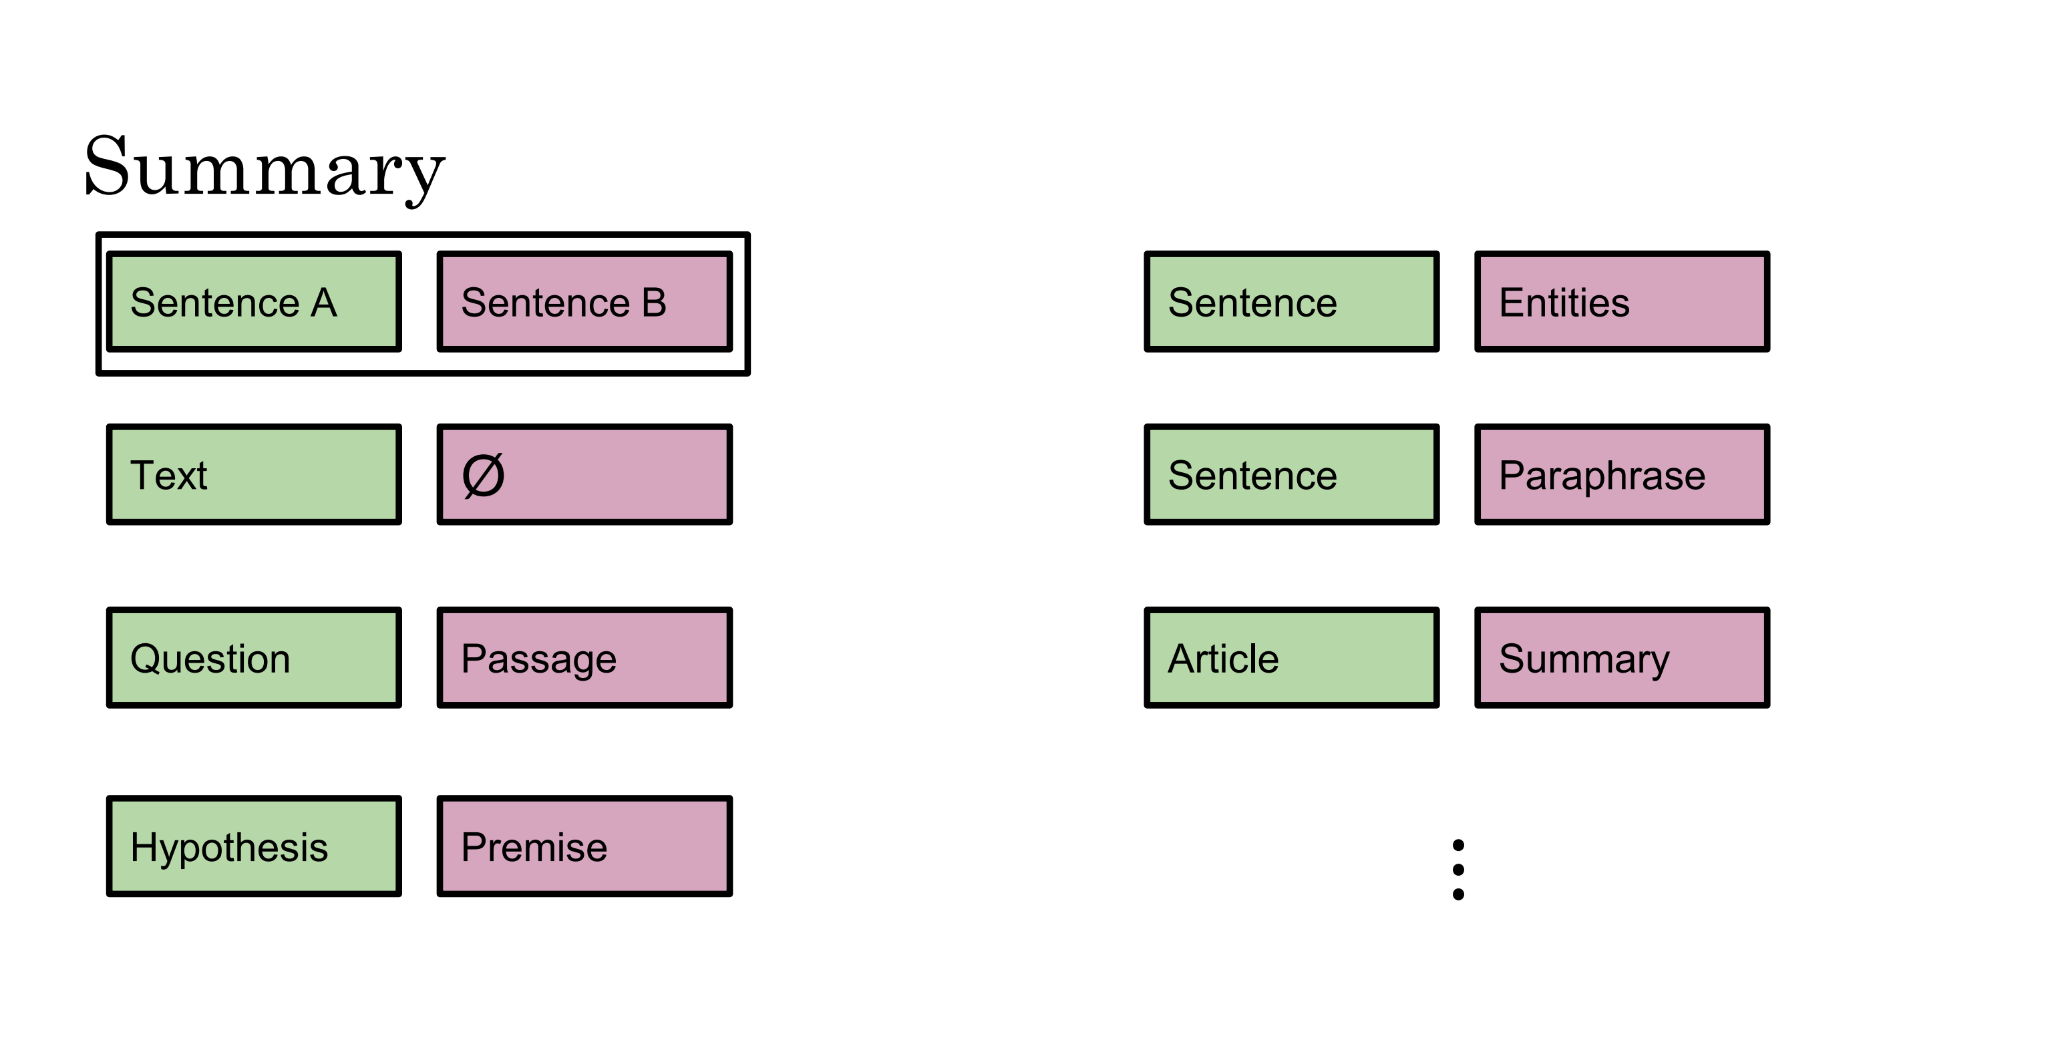 Summary
Sentence A Sentence B
Text Ø
Question Passage
Hypothesis Premise
Sentence Entities
Sentence Paraphrase
Article Summary
⋮